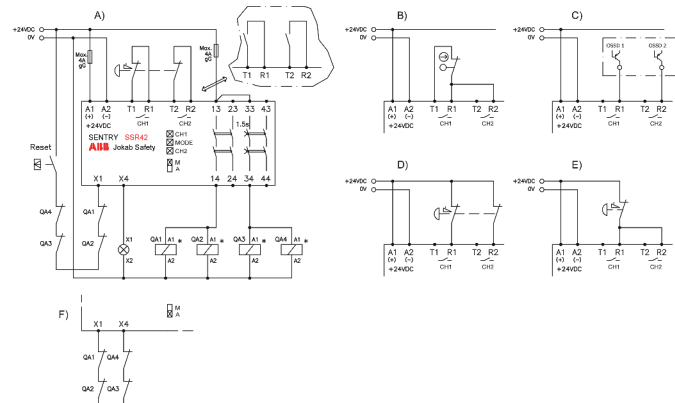 A)
+24VDC
0V
Max.
4A
gG
Max.
4A
gG
T1 R1 T2 R2
A1 A2 T1 R1 T2 R2 13 23 33 43
(+) (-) CH1 CH2
+24VDC
1.5s
SENTRY SSR42
ABB Jokab Safety
CH1
MODE
CH2
M
A
Reset
X1 X4 14 24 34 44
QA4 QA1
QA3 QA2
X1
X2
QA1 A1 * QA2 A1 * QA3 A1 * QA4 A1 *
A2 A2 A2 A2
F)
M
A
X1 X4
QA1 QA4
QA2 QA3
B)
+24VDC
0V
A1 A2 T1 R1 T2 R2
(+) (-) CH1 CH2
+24VDC
C)
+24VDC
0V
OSSD 1 OSSD 2
A1 A2 T1 R1 T2 R2
(+) (-) CH1 CH2
+24VDC
D)
+24VDC
0V
A1 A2 T1 R1 T2 R2
(+) (-) CH1 CH2
+24VDC
E)
+24VDC
0V
A1 A2 T1 R1 T2 R2
(+) (-) CH1 CH2
+24VDC